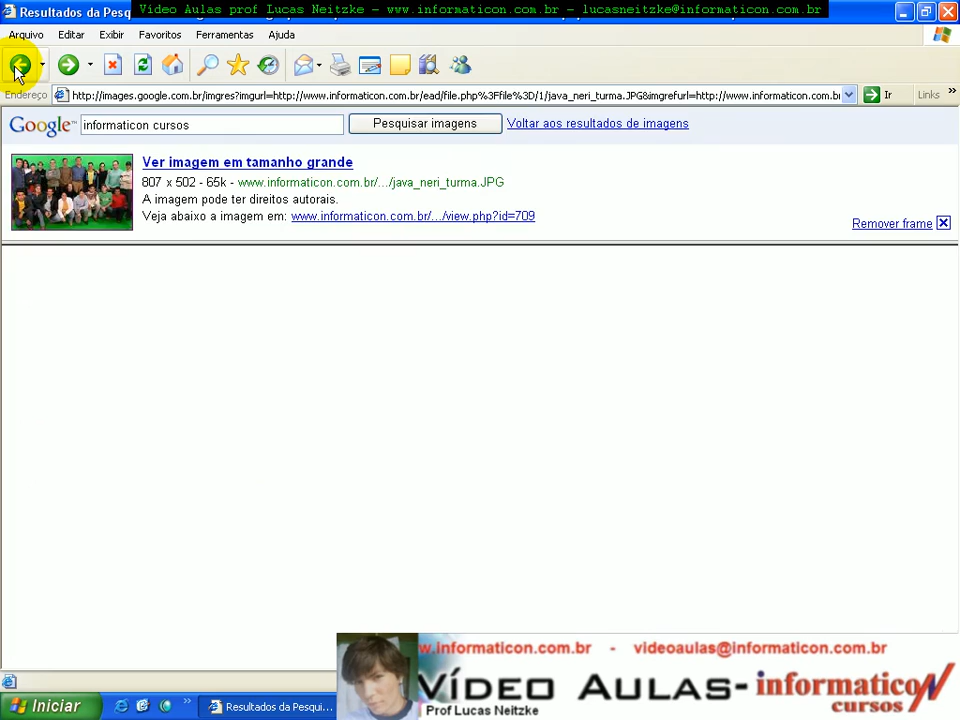 Resultados da Pesq
Vídeo Aulas prof Lucas Neitzke – www.informaticon.com.br – lucasneitzke@informaticon.com.br
Arquivo Editar Exibir Favoritos Ferramentas Ajuda
Endereço http://images.google.com.br/imgres?imgurl=http://www.informaticon.com.br/ead/file.php%3Ffile%3D/1/java_neri_turma.JPG&imgrefurl=http://www.informaticon.com.b Ir Links »
Google™ informaticon cursos Pesquisar imagens Voltar aos resultados de imagens
Ver imagem em tamanho grande
807 x 502 - 65k - www.informaticon.com.br/.../java_neri_turma.JPG
A imagem pode ter direitos autorais.
Veja abaixo a imagem em: www.informaticon.com.br/.../view.php?id=709
Remover frame
w.informaticon.com.br - videoaulas@informaticon.com.br
VÍDEO AULAS- informaticoN
cursos
Prof Lucas Neitzke
Iniciar » Resultados da Pesqui...